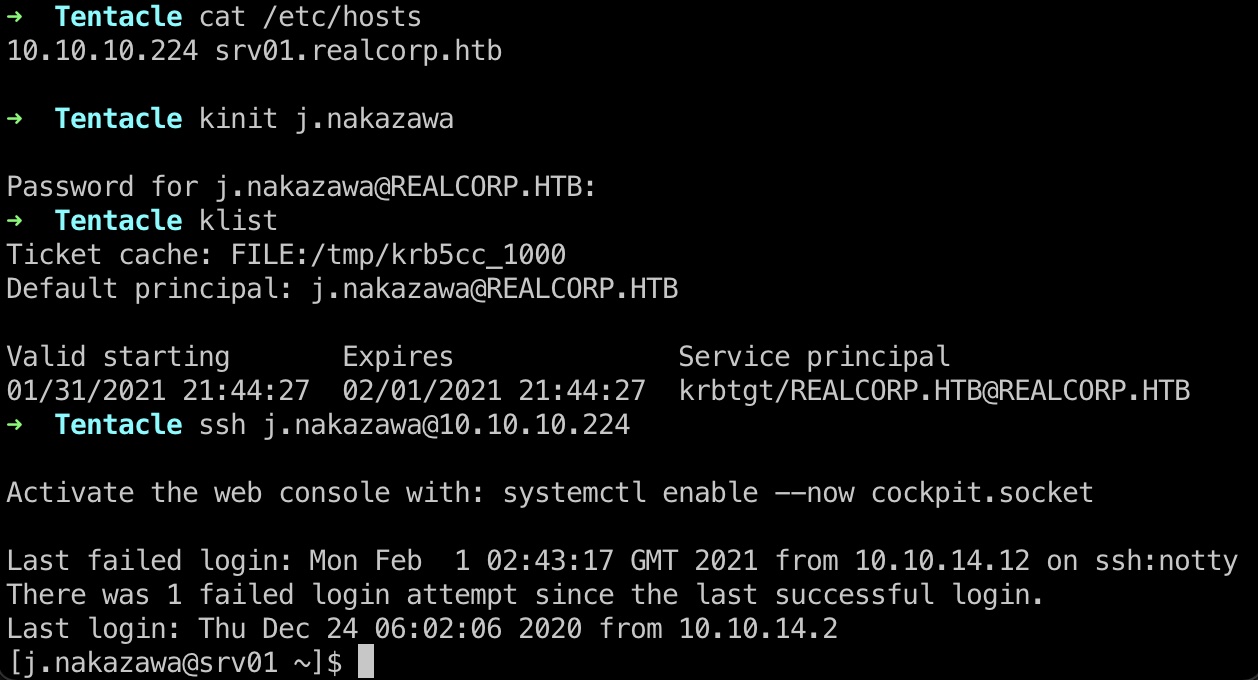 ➜  Tentacle cat /etc/hosts
10.10.10.224 srv01.realcorp.htb
➜  Tentacle kinit j.nakazawa
Password for j.nakazawa@REALCORP.HTB:
➜  Tentacle klist
Ticket cache: FILE:/tmp/krb5cc_1000
Default principal: j.nakazawa@REALCORP.HTB
Valid starting       Expires              Service principal
01/31/2021 21:44:27  02/01/2021 21:44:27  krbtgt/REALCORP.HTB@REALCORP.HTB
➜  Tentacle ssh j.nakazawa@10.10.10.224
Activate the web console with: systemctl enable --now cockpit.socket
Last failed login: Mon Feb  1 02:43:17 GMT 2021 from 10.10.14.12 on ssh:notty
There was 1 failed login attempt since the last successful login.
Last login: Thu Dec 24 06:02:06 2020 from 10.10.14.2
[j.nakazawa@srv01 ~]$